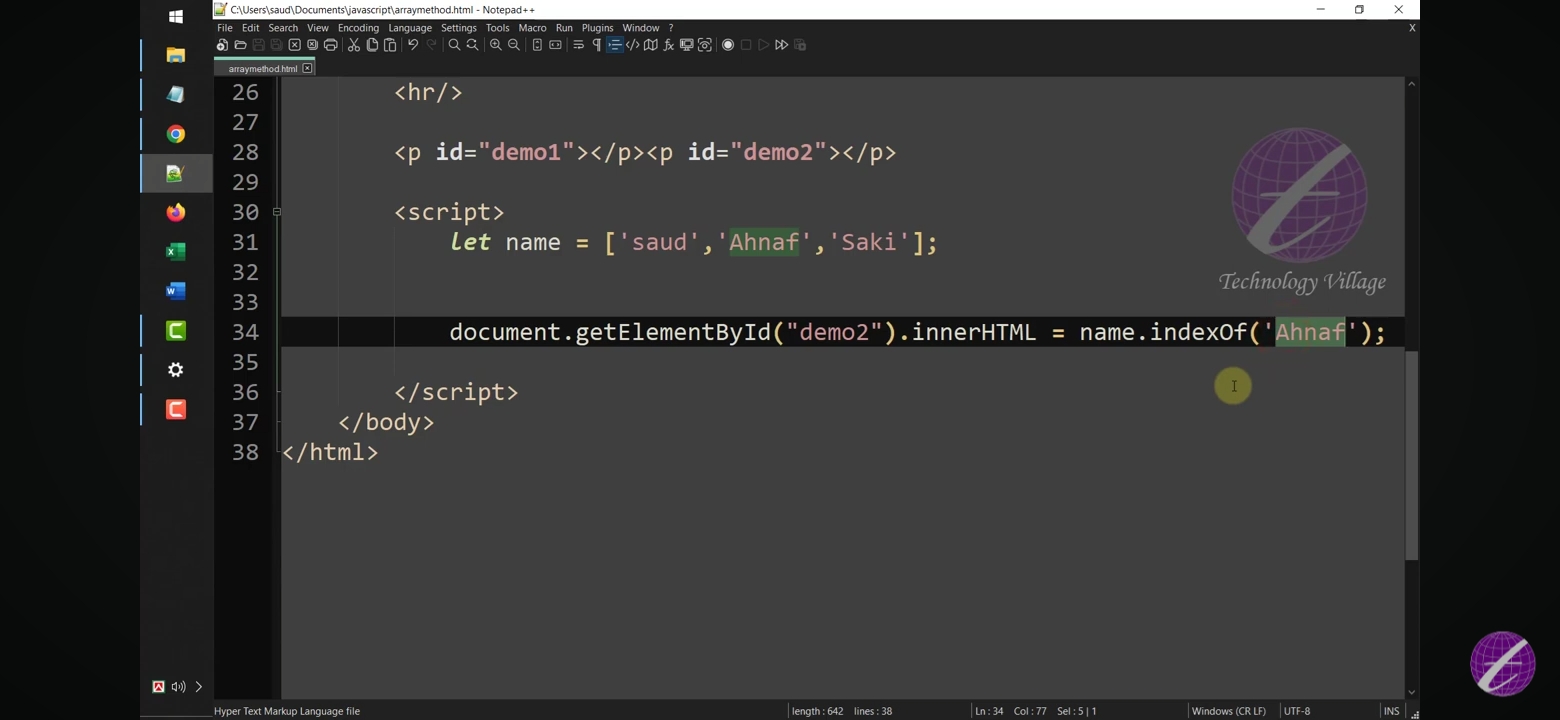 C:\Users\saud\Documents\javascript\arraymethod.html - Notepad++
File Edit Search View Encoding Language Settings Tools Macro Run Plugins Window ? X
arraymethod.html
26 <hr/>
27
28 <p id="demo1"></p><p id="demo2"></p>
29
30 <script>
31 let name = ['saud','Ahnaf','Saki'];
32
33
34 document.getElementById("demo2").innerHTML = name.indexOf('Ahnaf');
35
36 </script>
37 </body>
38 </html>
Technology Village
Hyper Text Markup Language file length : 642 lines : 38 Ln : 34 Col : 77 Sel : 5 | 1 Windows (CR LF) UTF-8 INS